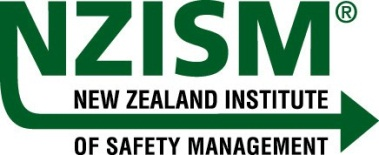 NZISM®
NEW ZEALAND INSTITUTE
OF SAFETY MANAGEMENT